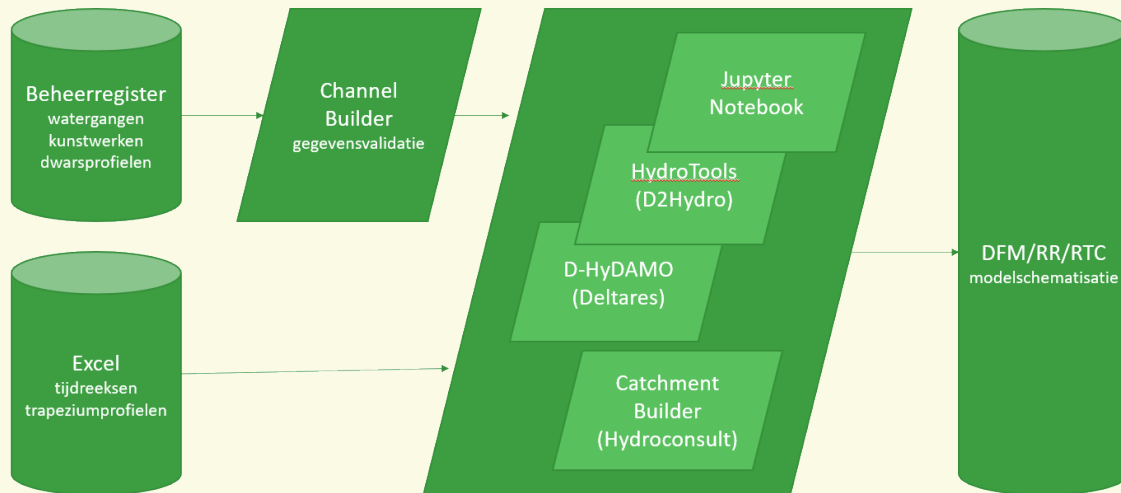 Beheerregister
watergangen
kunstwerken
dwarsprofielen
Channel
Builder
gegevensvalidatie
Jupyter
Notebook
HydroTools
(D2Hydro)
D-HyDAMO
(Deltares)
Catchment
Builder
(Hydroconsult)
DFM/RR/RTC
modelschematisatie
Excel
tijdreeksen
trapeziumprofielen